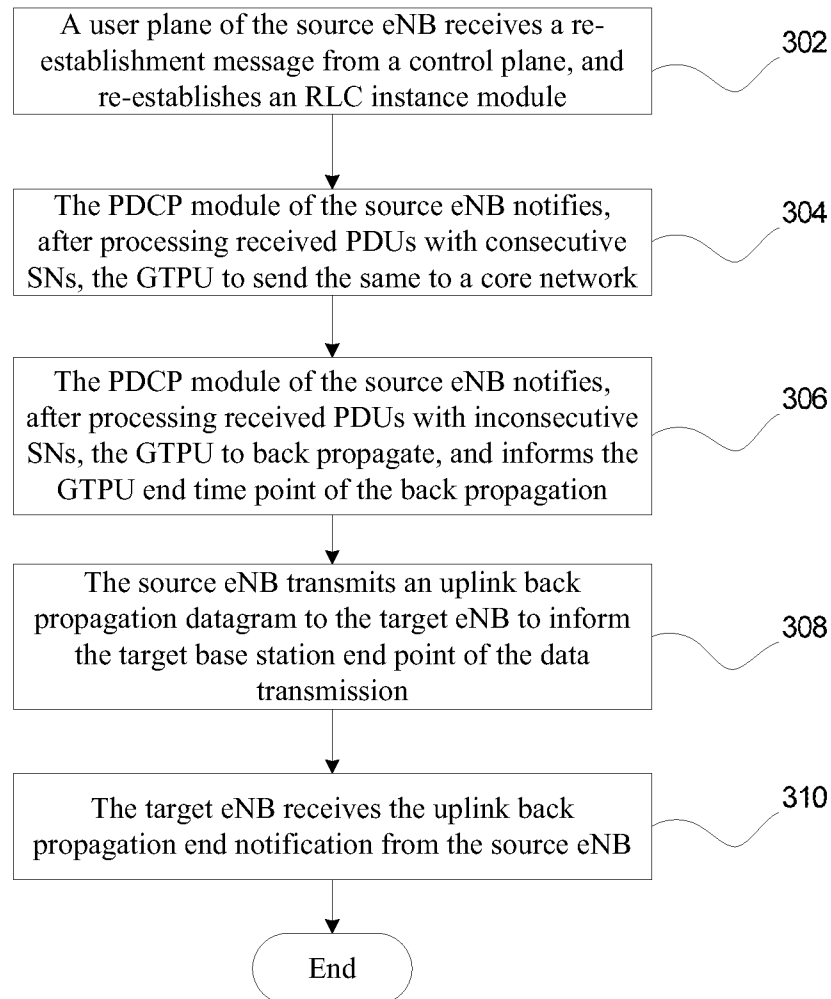 A user plane of the source eNB receives a re-
establishment message from a control plane, and
re-establishes an RLC instance module
302
The PDCP module of the source eNB notifies,
after processing received PDUs with consecutive
SNs, the GTPU to send the same to a core network
304
The PDCP module of the source eNB notifies,
after processing received PDUs with inconsecutive
SNs, the GTPU to back propagate, and informs the
GTPU end time point of the back propagation
306
The source eNB transmits an uplink back
propagation datagram to the target eNB to inform
the target base station end point of the data
transmission
308
The target eNB receives the uplink back
propagation end notification from the source eNB
310
End